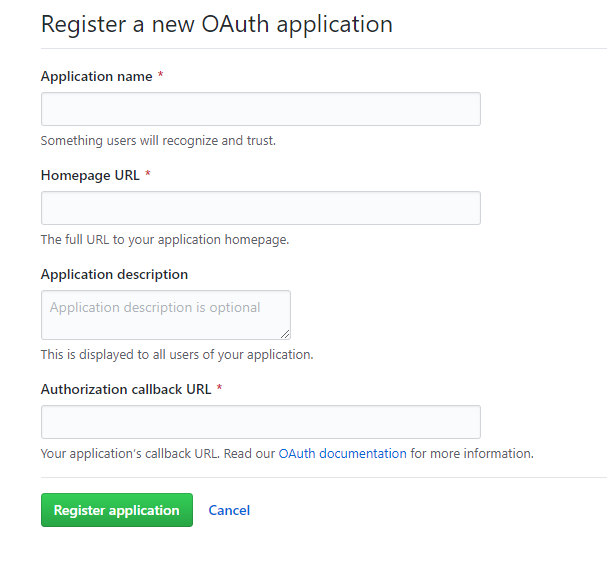 Register a new OAuth application
Application name *
Something users will recognize and trust.
Homepage URL *
The full URL to your application homepage.
Application description
Application description is optional
This is displayed to all users of your application.
Authorization callback URL *
Your application's callback URL. Read our OAuth documentation for more information.
Register application Cancel